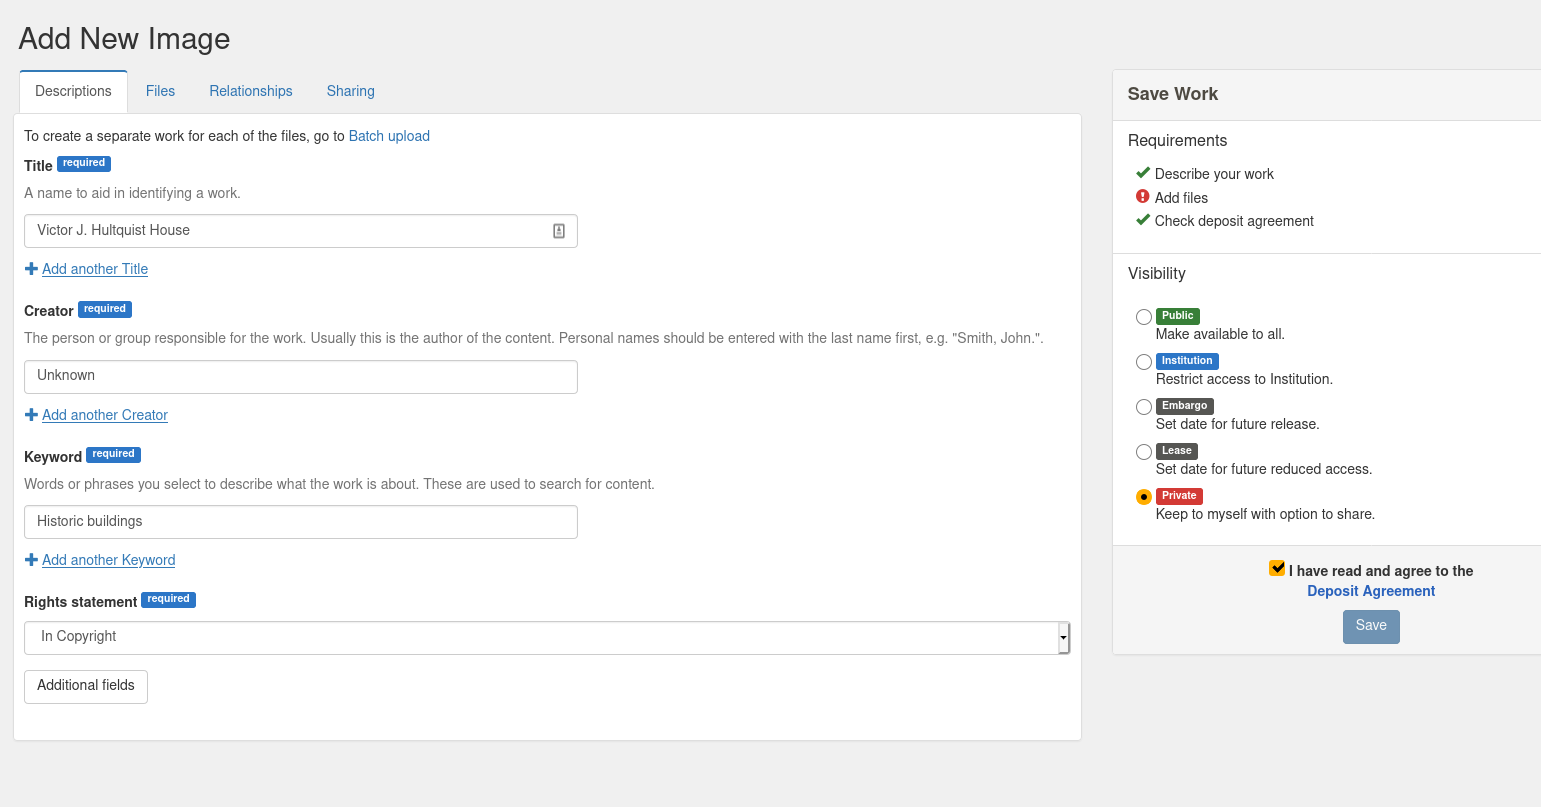 Add New Image
Descriptions Files Relationships Sharing
To create a separate work for each of the files, go to Batch upload
Title required
A name to aid in identifying a work.
Victor J. Hultquist House
Add another Title
Creator required
The person or group responsible for the work. Usually this is the author of the content. Personal names should be entered with the last name first, e.g. "Smith, John.".
Unknown
Add another Creator
Keyword required
Words or phrases you select to describe what the work is about. These are used to search for content.
Historic buildings
Add another Keyword
Rights statement required
In Copyright
Additional fields
Save Work
Requirements
Describe your work
Add files
Check deposit agreement
Visibility
Public
Make available to all.
Institution
Restrict access to Institution.
Embargo
Set date for future release.
Lease
Set date for future reduced access.
Private
Keep to myself with option to share.
I have read and agree to the
Deposit Agreement
Save